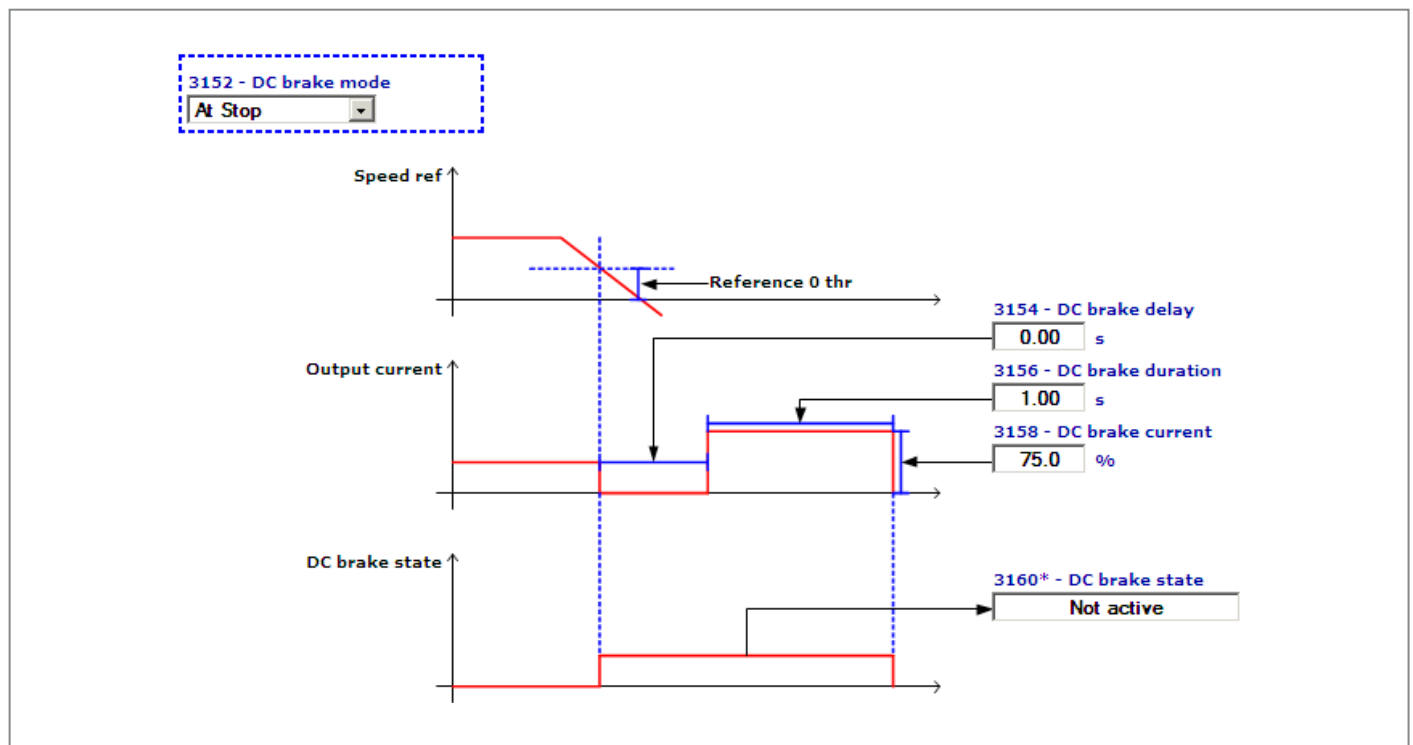 3152 - DC brake mode
At Stop
Speed ref
Reference 0 thr
3154 - DC brake delay
0.00 s
Output current
3156 - DC brake duration
1.00 s
3158 - DC brake current
75.0 %
DC brake state
3160* - DC brake state
Not active